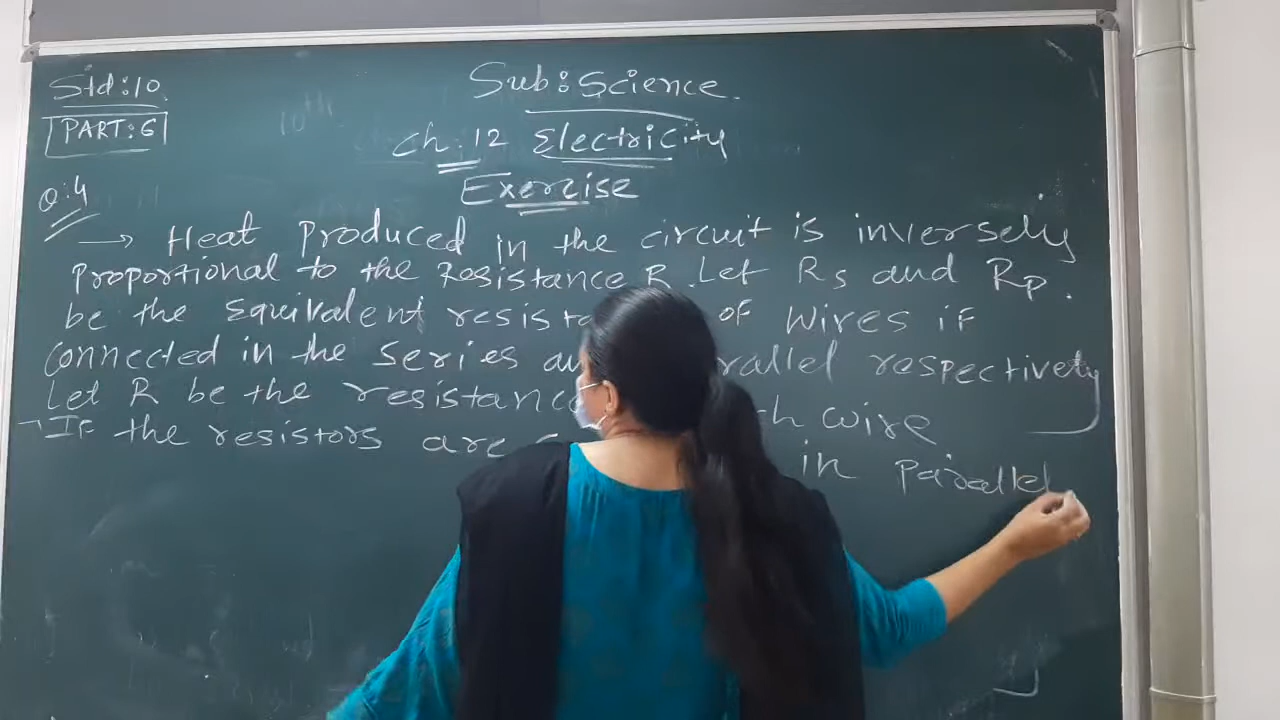 Std:10
PART:6
Sub: Science.
Ch:12 Electricity
Exercise
Q:4
→ Heat Produced in the circuit is inversely
Proportional to the Resistance R. Let Rs and Rp.
be the Equivalent resista of wires if
Connected in the Series a rallel respectively
Let R be the resistanc h wire
→ If the resistors are in Parallel